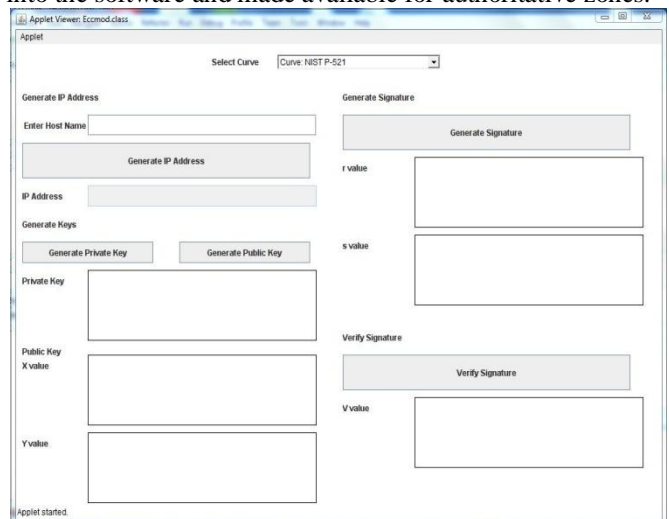 into the software and made available for authoritative zones.
Applet Viewer: Eccmod.class
Applet
Select Curve
Curve: NIST P-521
Generate IP Address
Enter Host Name
Generate IP Address
IP Address
Generate Keys
Generate Private Key
Generate Public Key
Private Key
Public Key
X value
Y value
Generate Signature
Generate Signature
r value
s value
Verify Signature
Verify Signature
V value
Applet started.